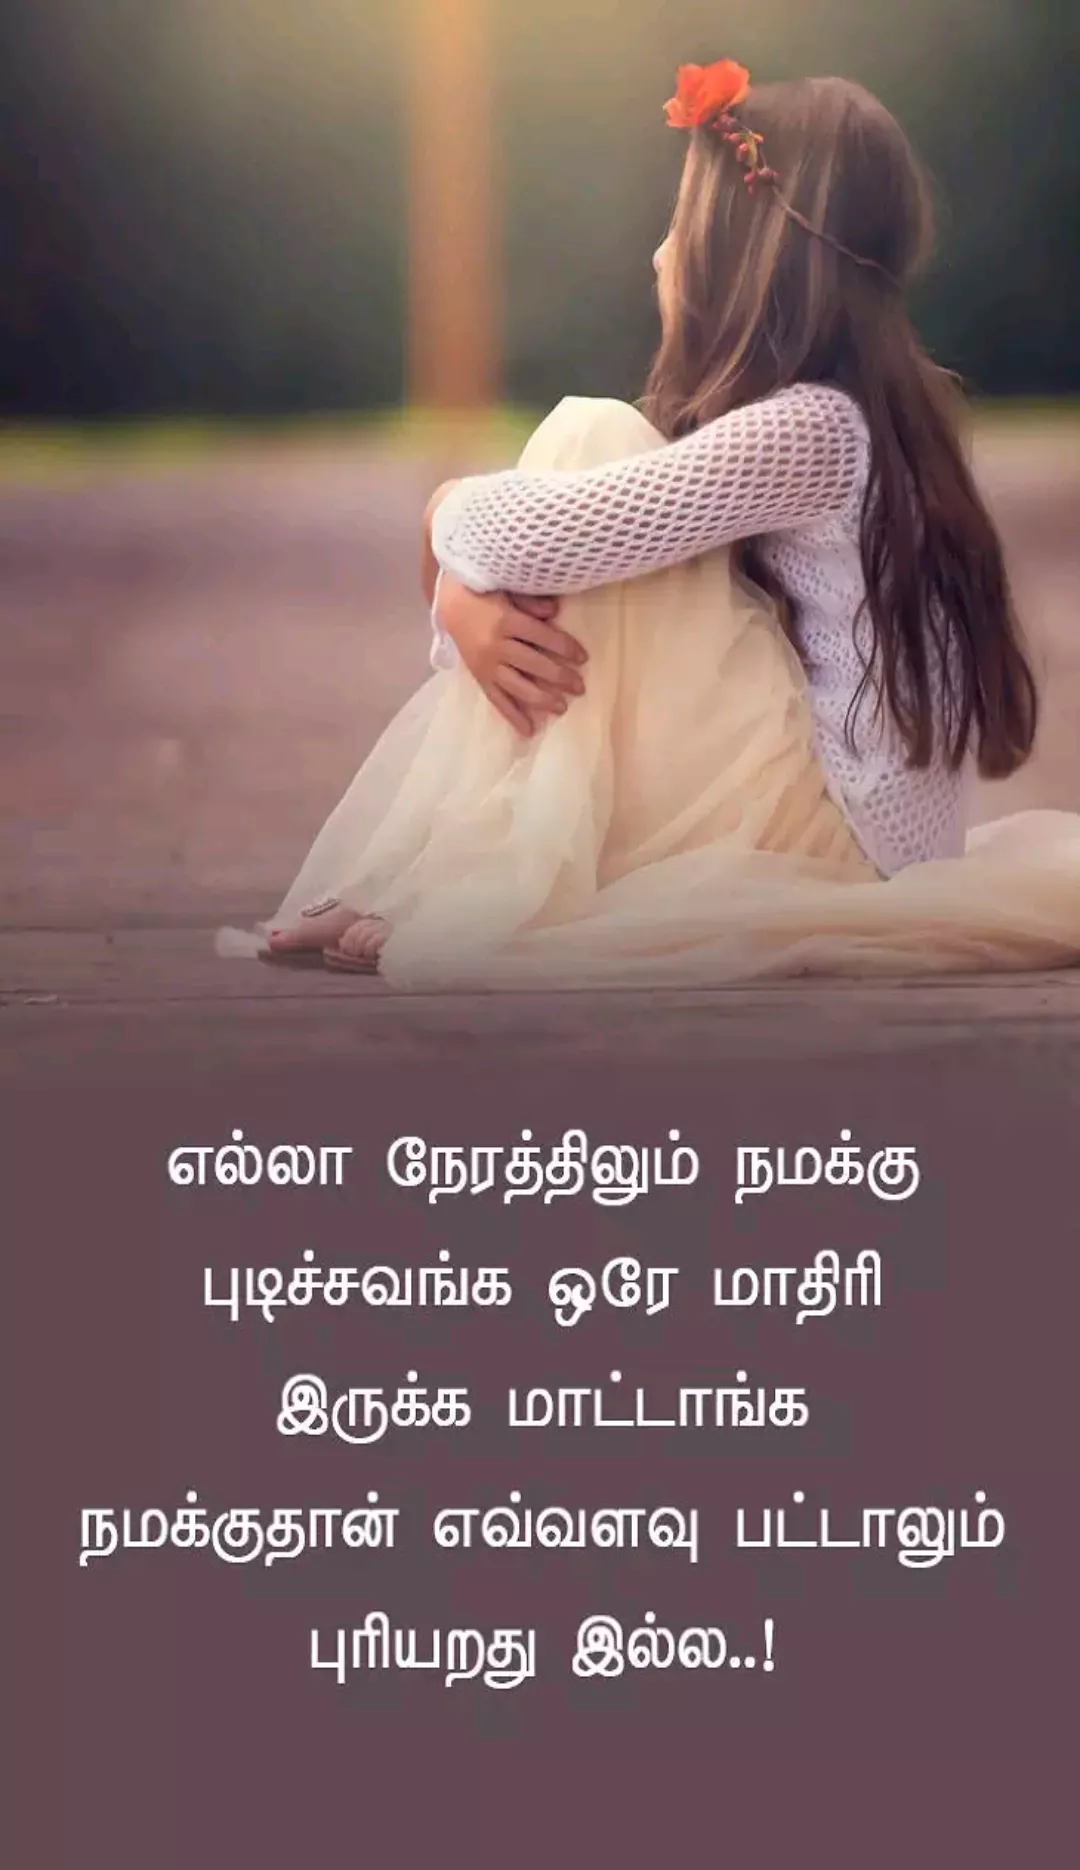 எல்லா நேரத்திலும் நமக்கு
புடிச்சவங்க ஒரே மாதிரி
இருக்க மாட்டாங்க
நமக்குதான் எவ்வளவு பட்டாலும்
புரியறது இல்ல..!